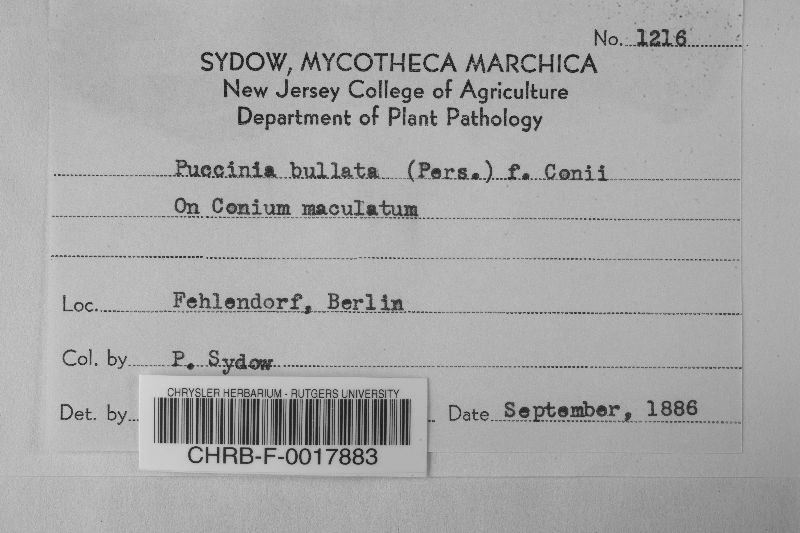 No. 1216
SYDOW, MYCOTHECA MARCHICA
New Jersey College of Agriculture
Department of Plant Pathology
Puccinia bullata (Pers.) f. Conii
On Conium maculatum
Loc. Fehlendorf, Berlin
Col. by P. Sydow
Det. by Date September, 1886
CHRYSLER HERBARIUM - RUTGERS UNIVERSITY
CHRB-F-0017883